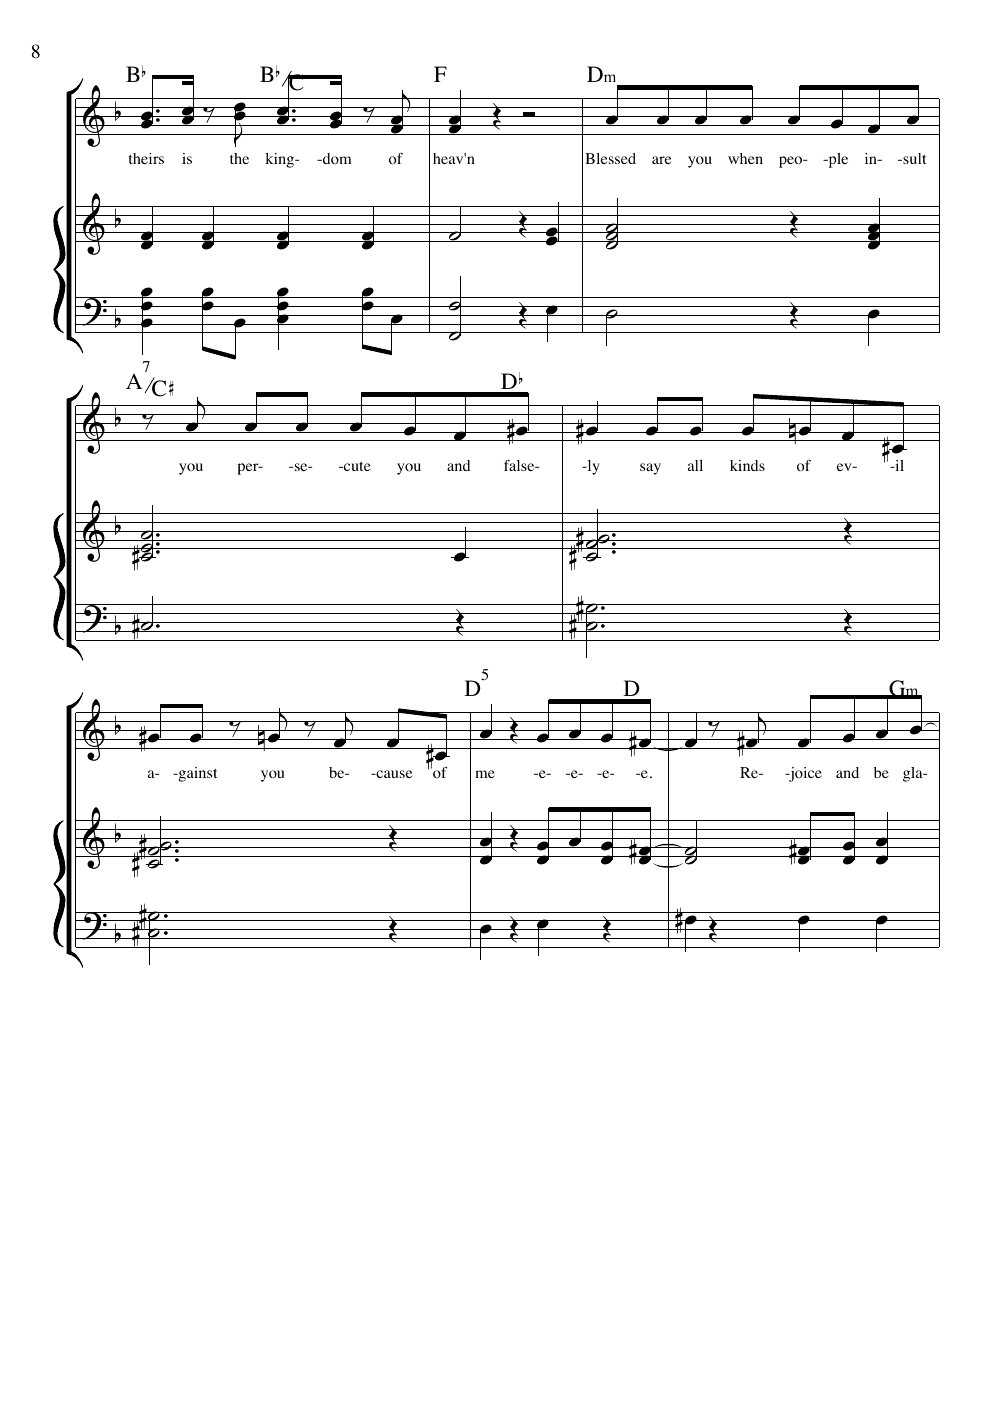 8
B♭ B♭/C F Dm
theirs is the king- -dom of heav'n Blessed are you when peo- -ple in- -sult
A7/C♯ D♭
you per- -se- -cute you and false- -ly say all kinds of ev- -il
D5 D Gm
a- -gainst you be- -cause of me -e- -e- -e- -e. Re- -joice and be gla-